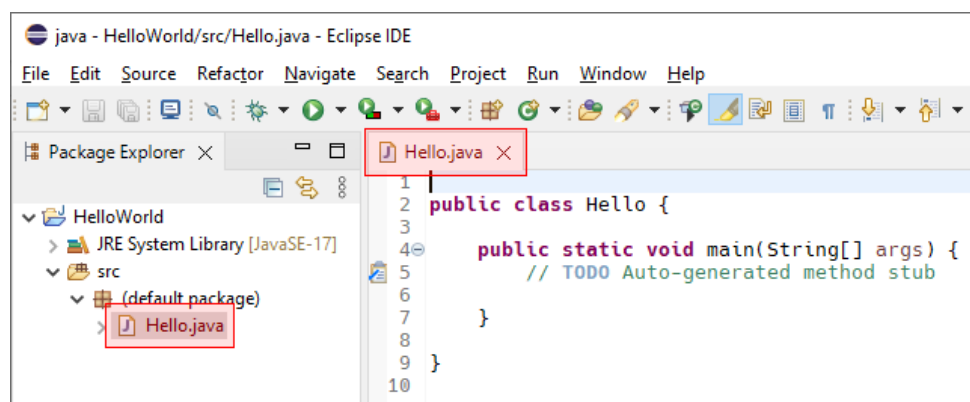 java - HelloWorld/src/Hello.java - Eclipse IDE
File Edit Source Refactor Navigate Search Project Run Window Help
Package Explorer
HelloWorld
JRE System Library [JavaSE-17]
src
(default package)
Hello.java
Hello.java
1
2 public class Hello {
3
4 public static void main(String[] args) {
5 // TODO Auto-generated method stub
6
7 }
8
9 }
10